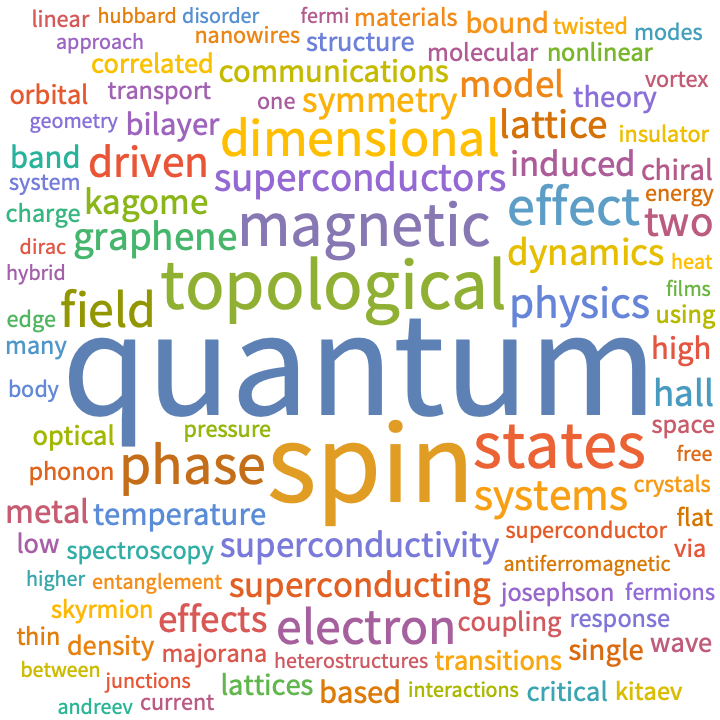 linear hubbard disorder fermi materials bound twisted modes
approach nanowires structure molecular nonlinear
correlated communications model vortex
orbital transport one symmetry theory
geometry bilayer dimensional lattice insulator
band driven superconductors induced chiral
system kagome effect energy
charge graphene magnetic two
dirac dynamics heat
hybrid topological films
edge field physics using
many quantum high
body hall
optical pressure spin states space
phonon phase free
metal temperature systems crystals
low spectroscopy superconductivity superconductor flat via
higher entanglement superconducting antiferromagnetic
skyrmion effects electron josephson fermions
thin density coupling response
majorana heterostructures transitions single wave
between junctions lattices based interactions critical kitaev
andreev current